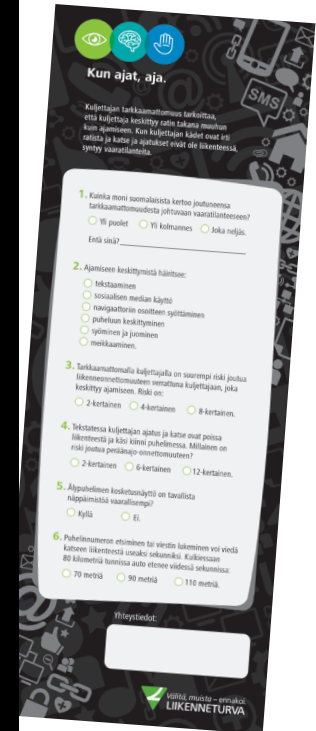 Kun ajat, aja.
SMS
Kuljettajan tarkkaamattomuus tarkoittaa,
että kuljettaja keskittyy ratin takana muuhun
kuin ajamiseen. Kun kuljettajan kädet ovat irti
ratista ja katse ja ajatukset eivät ole liikenteessä,
syntyy vaaratilanteita.
1. Kuinka moni suomalaisista kertoo joutuneensa
tarkkaamattomuudesta johtuvaan vaaratilanteeseen?
Yli puolet Yli kolmannes Joka neljäs.
Entä sinä?
2. Ajamiseen keskittymistä häiritsee:
tekstaaminen
sosiaalisen median käyttö
navigaattoriin osoitteen syöttäminen
puheluun keskittyminen
syöminen ja juominen
meikkaaminen.
3. Tarkkaamattomalla kuljettajalla on suurempi riski joutua
liikenneonnettomuuteen verrattuna kuljettajaan, joka
keskittyy ajamiseen. Riski on:
2-kertainen 4-kertainen 8-kertainen.
4. Tekstatessa kuljettajan ajatus ja katse ovat poissa
liikenteestä ja käsi kiinni puhelimessa. Millainen on
riski joutua peräänajo-onnettomuuteen?
2-kertainen 6-kertainen 12-kertainen.
5. Älypuhelimen kosketusnäyttö on tavallista
näppäimistöä vaarallisempi?
Kyllä Ei.
6. Puhelinnumeron etsiminen tai viestin lukeminen voi viedä
katseen liikenteestä useaksi sekunniksi. Kulkiessaan
80 kilometriä tunnissa auto etenee viidessä sekunnissa:
70 metriä 90 metriä 110 metriä.
Yhteystiedot:
Välitä, muista – ennakoi.
LIIKENNETURVA